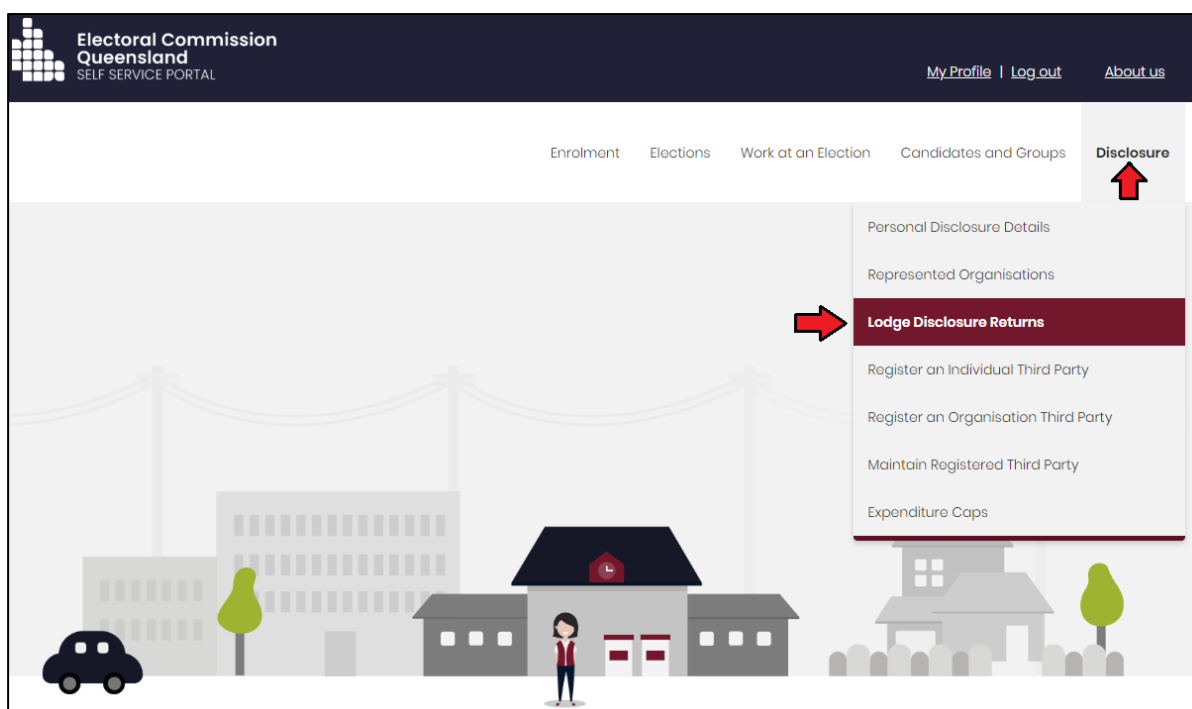 Electoral Commission
Queensland
SELF SERVICE PORTAL
My Profile | Log out About us
Enrolment Elections Work at an Election Candidates and Groups Disclosure
Personal Disclosure Details
Represented Organisations
Lodge Disclosure Returns
Register an Individual Third Party
Register an Organisation Third Party
Maintain Registered Third Party
Expenditure Caps